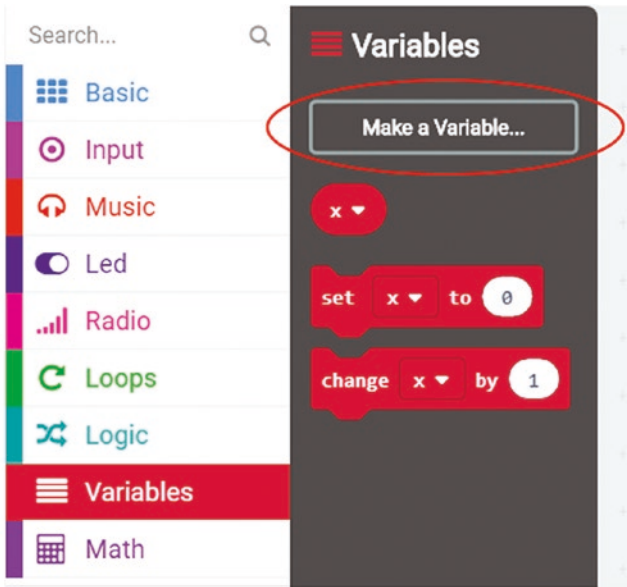 Search...
Basic
Input
Music
Led
Radio
Loops
Logic
Variables
Math
Variables
Make a Variable...
x
set x to 0
change x by 1